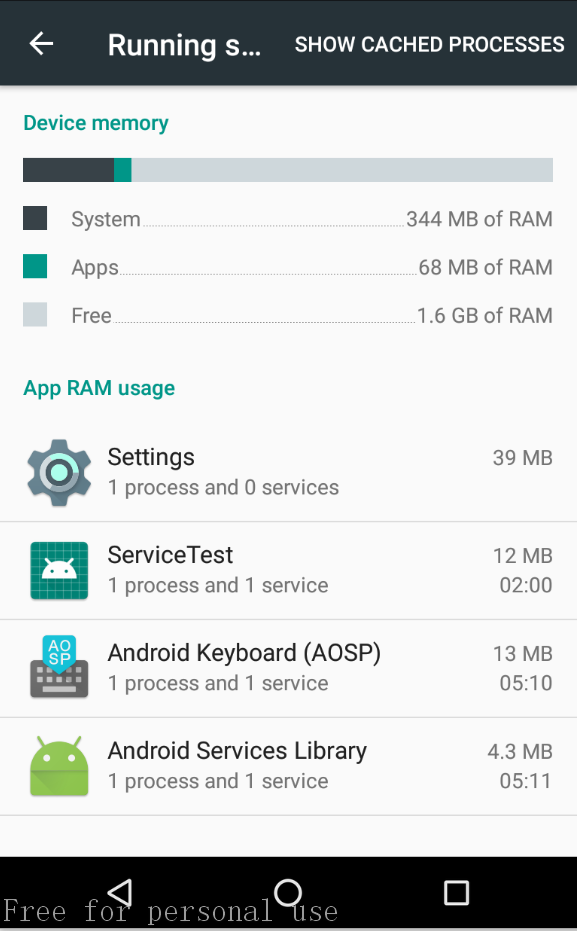 Running s... SHOW CACHED PROCESSES
Device memory
System 344 MB of RAM
Apps 68 MB of RAM
Free 1.6 GB of RAM
App RAM usage
Settings 39 MB
1 process and 0 services
ServiceTest 12 MB
1 process and 1 service 02:00
AO
SP
Android Keyboard (AOSP) 13 MB
1 process and 1 service 05:10
Android Services Library 4.3 MB
1 process and 1 service 05:11
Free for personal use